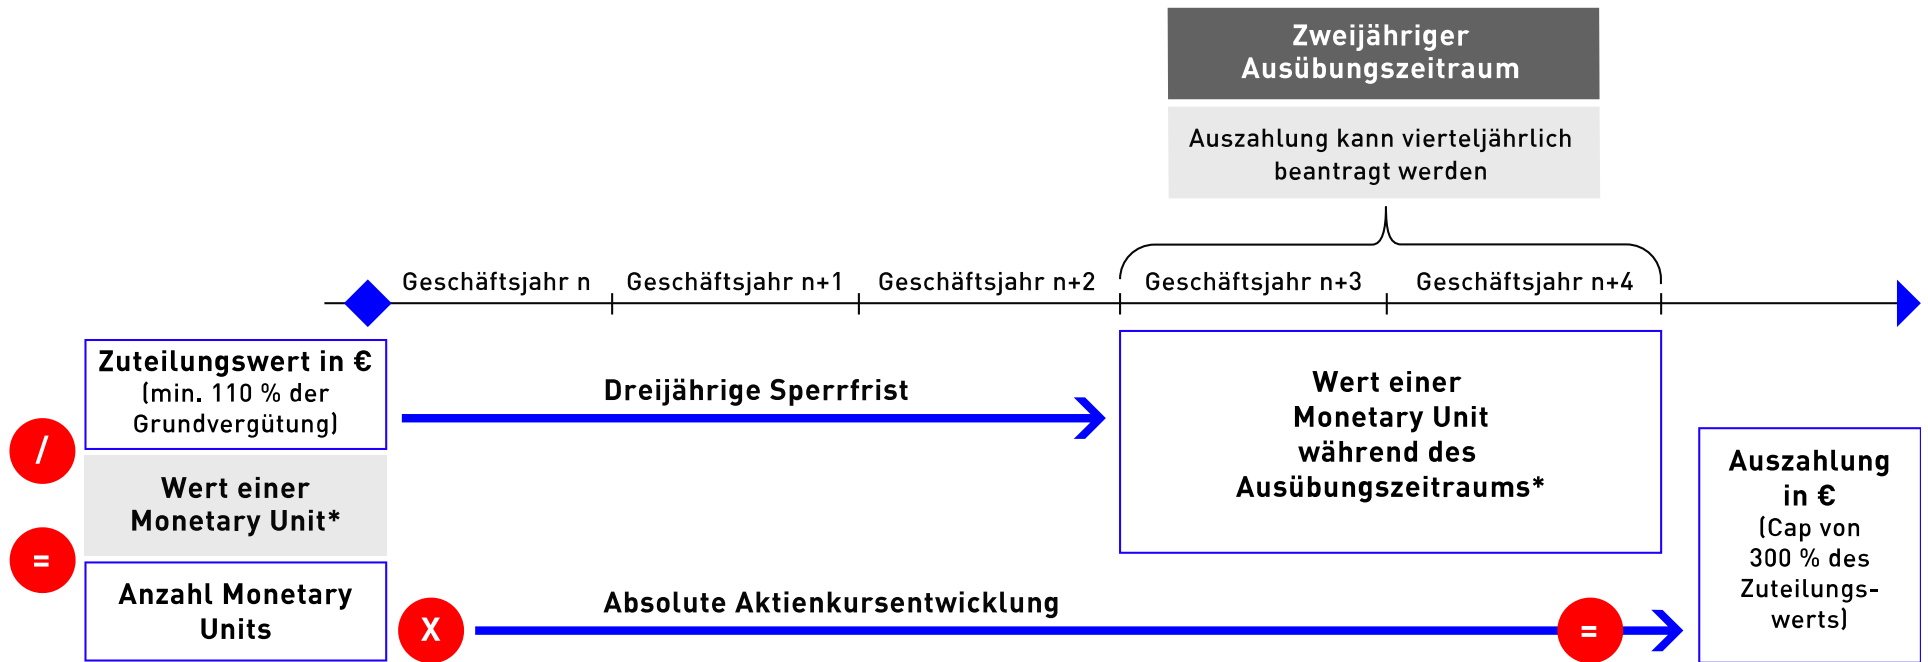 Zweijähriger
Ausübungszeitraum
Auszahlung kann vierteljährlich
beantragt werden
Geschäftsjahr n
Geschäftsjahr n+1
Geschäftsjahr n+2
Geschäftsjahr n+3
Geschäftsjahr n+4
Zuteilungswert in €
(min. 110 % der
Grundvergütung)
/
Wert einer
Monetary Unit*
=
Anzahl Monetary
Units
Dreijährige Sperrfrist
Wert einer
Monetary Unit
während des
Ausübungszeitraums*
X
Absolute Aktienkursentwicklung
=
Auszahlung
in €
(Cap von
300 % des
Zuteilungs-
werts)